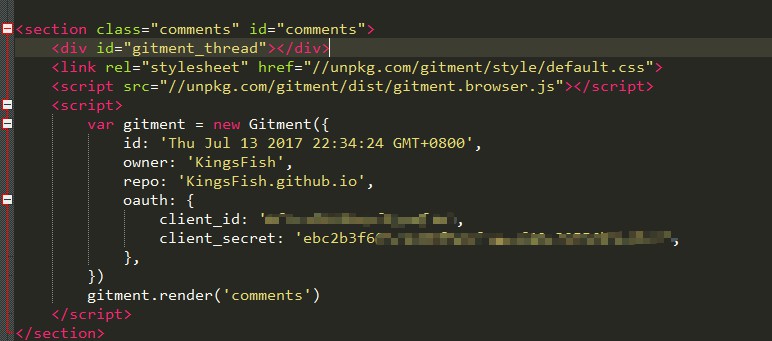 <section class="comments" id="comments">
<div id="gitment_thread"></div>
<link rel="stylesheet" href="//unpkg.com/gitment/style/default.css">
<script src="//unpkg.com/gitment/dist/gitment.browser.js"></script>
<script>
var gitment = new Gitment({
id: 'Thu Jul 13 2017 22:34:24 GMT+0800',
owner: 'KingsFish',
repo: 'KingsFish.github.io',
oauth: {
client_id: '
client_secret: '
},
})
gitment.render('comments')
</script>
</section>